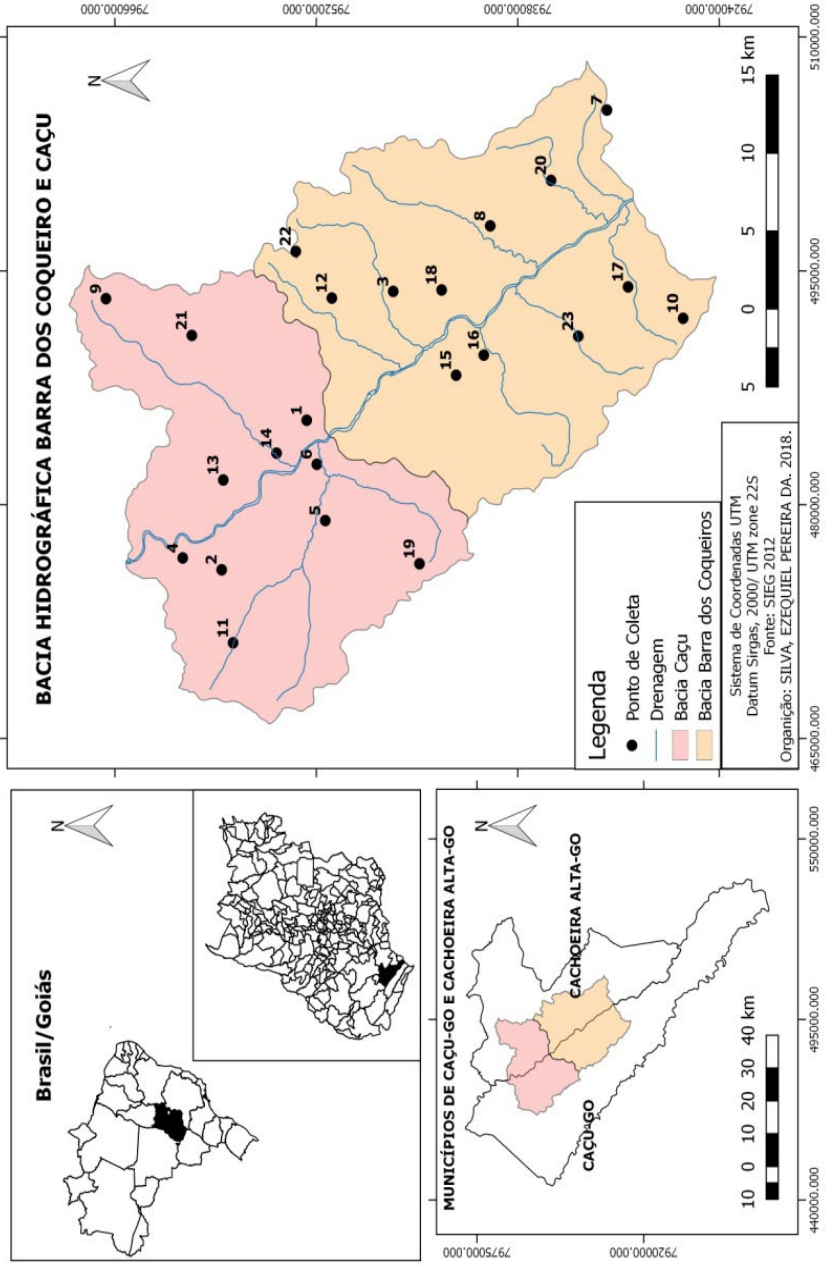 Brasil/Goiás
N
MUNICÍPIOS DE CAÇU-GO E CACHOEIRA ALTA-GO
N
CACHOEIRA ALTA-GO
CAÇU-GO
10 0 10 20 30 40 km
7975000.000
7920000.000
440000.000
495000.000
550000.000
BACIA HIDROGRÁFICA BARRA DOS COQUEIRO E CAÇU
N
9
21
22
12
4
13
14
1
2
6
3
11
5
18
8
20
7
15
16
19
23
17
10
7966000.000
7952000.000
7938000.000
7924000.000
465000.000
480000.000
495000.000
510000.000
Legenda
Ponto de Coleta
Drenagem
Bacia Caçu
Bacia Barra dos Coqueiros
5 0 5 10 15 km
Sistema de Coordenadas UTM
Datum Sirgas, 2000/ UTM zone 22S
Fonte: SIEG 2012
Organição: SILVA, EZEQUIEL PEREIRA DA. 2018.